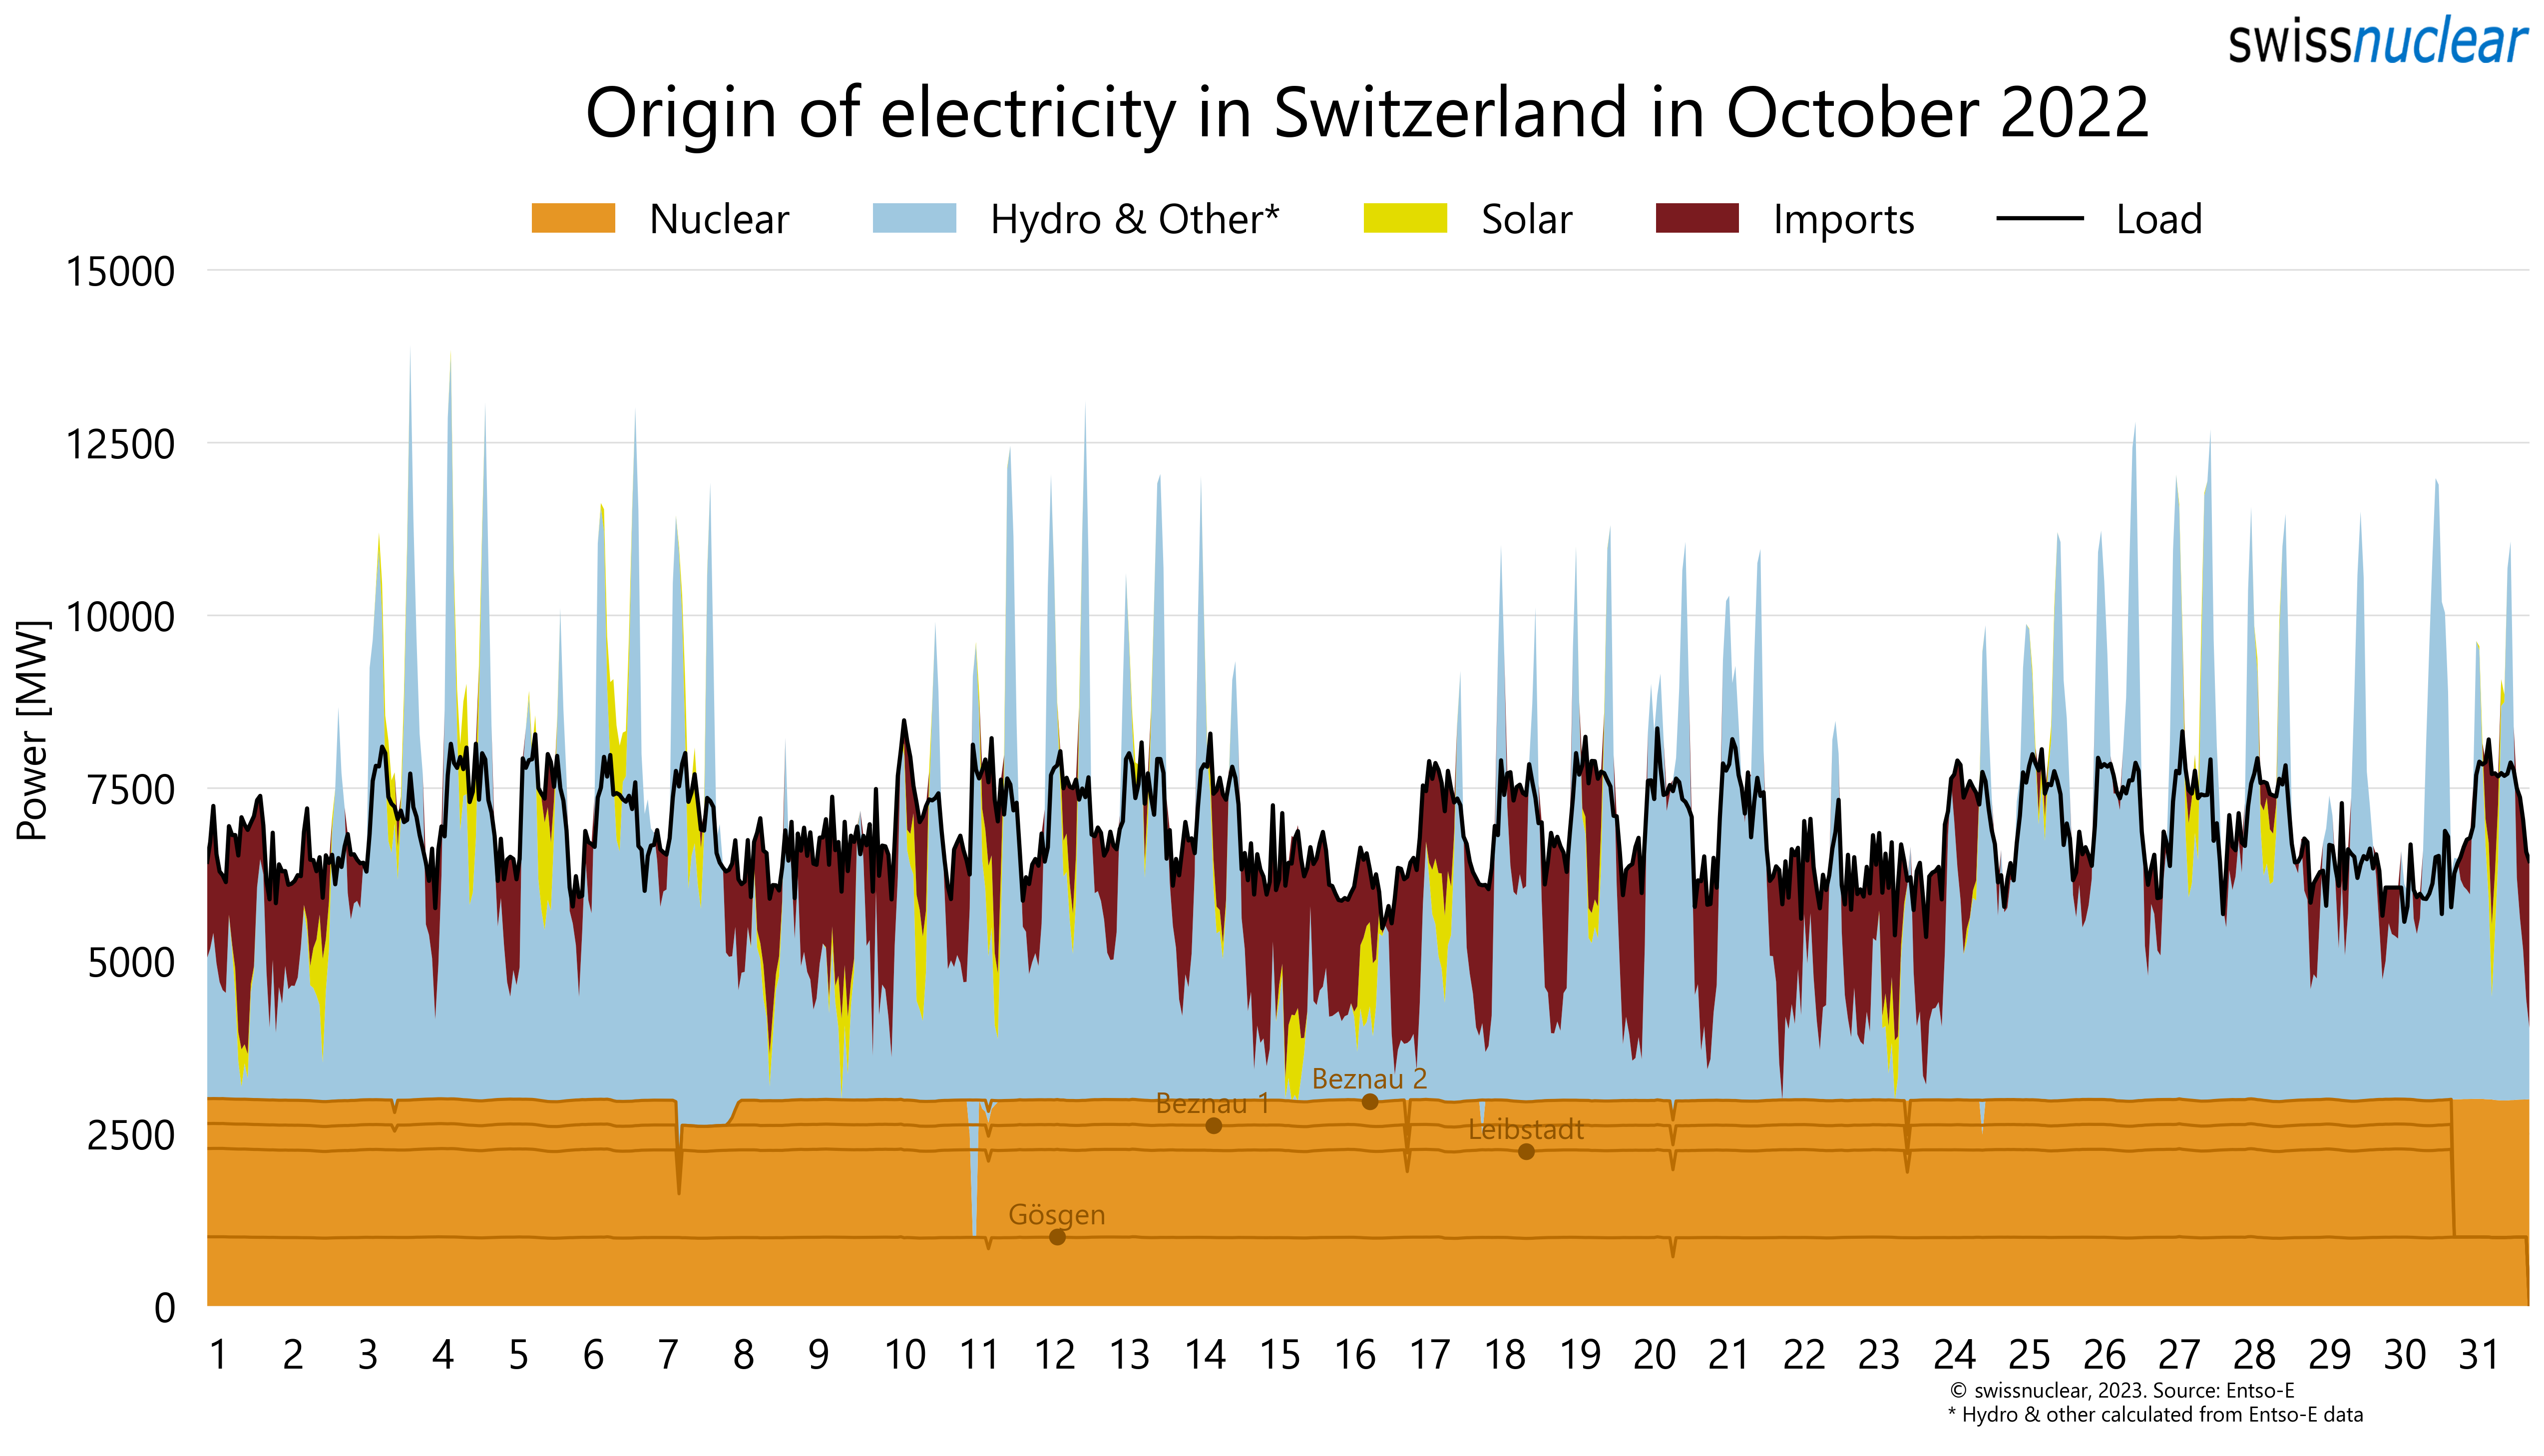 swissnuclear
Origin of electricity in Switzerland in October 2022
Nuclear Hydro & Other* Solar Imports Load
15000
12500
10000
7500
5000
2500
0
Power [MW]
Beznau 2
Beznau 1
Leibstadt
Gösgen
1 2 3 4 5 6 7 8 9 10 11 12 13 14 15 16 17 18 19 20 21 22 23 24 25 26 27 28 29 30 31
© swissnuclear, 2023. Source: Entso-E
* Hydro & other calculated from Entso-E data